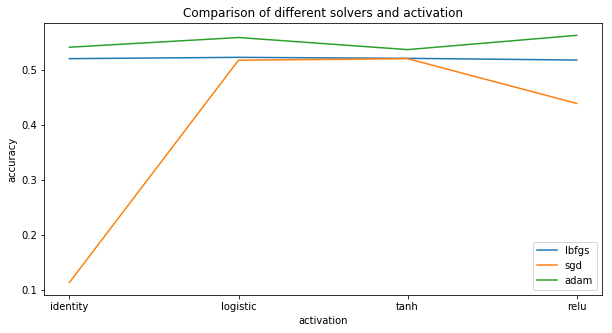 Comparison of different solvers and activation
accuracy
0.5
0.4
0.3
0.2
0.1
identity logistic tanh relu
activation
lbfgs
sgd
adam